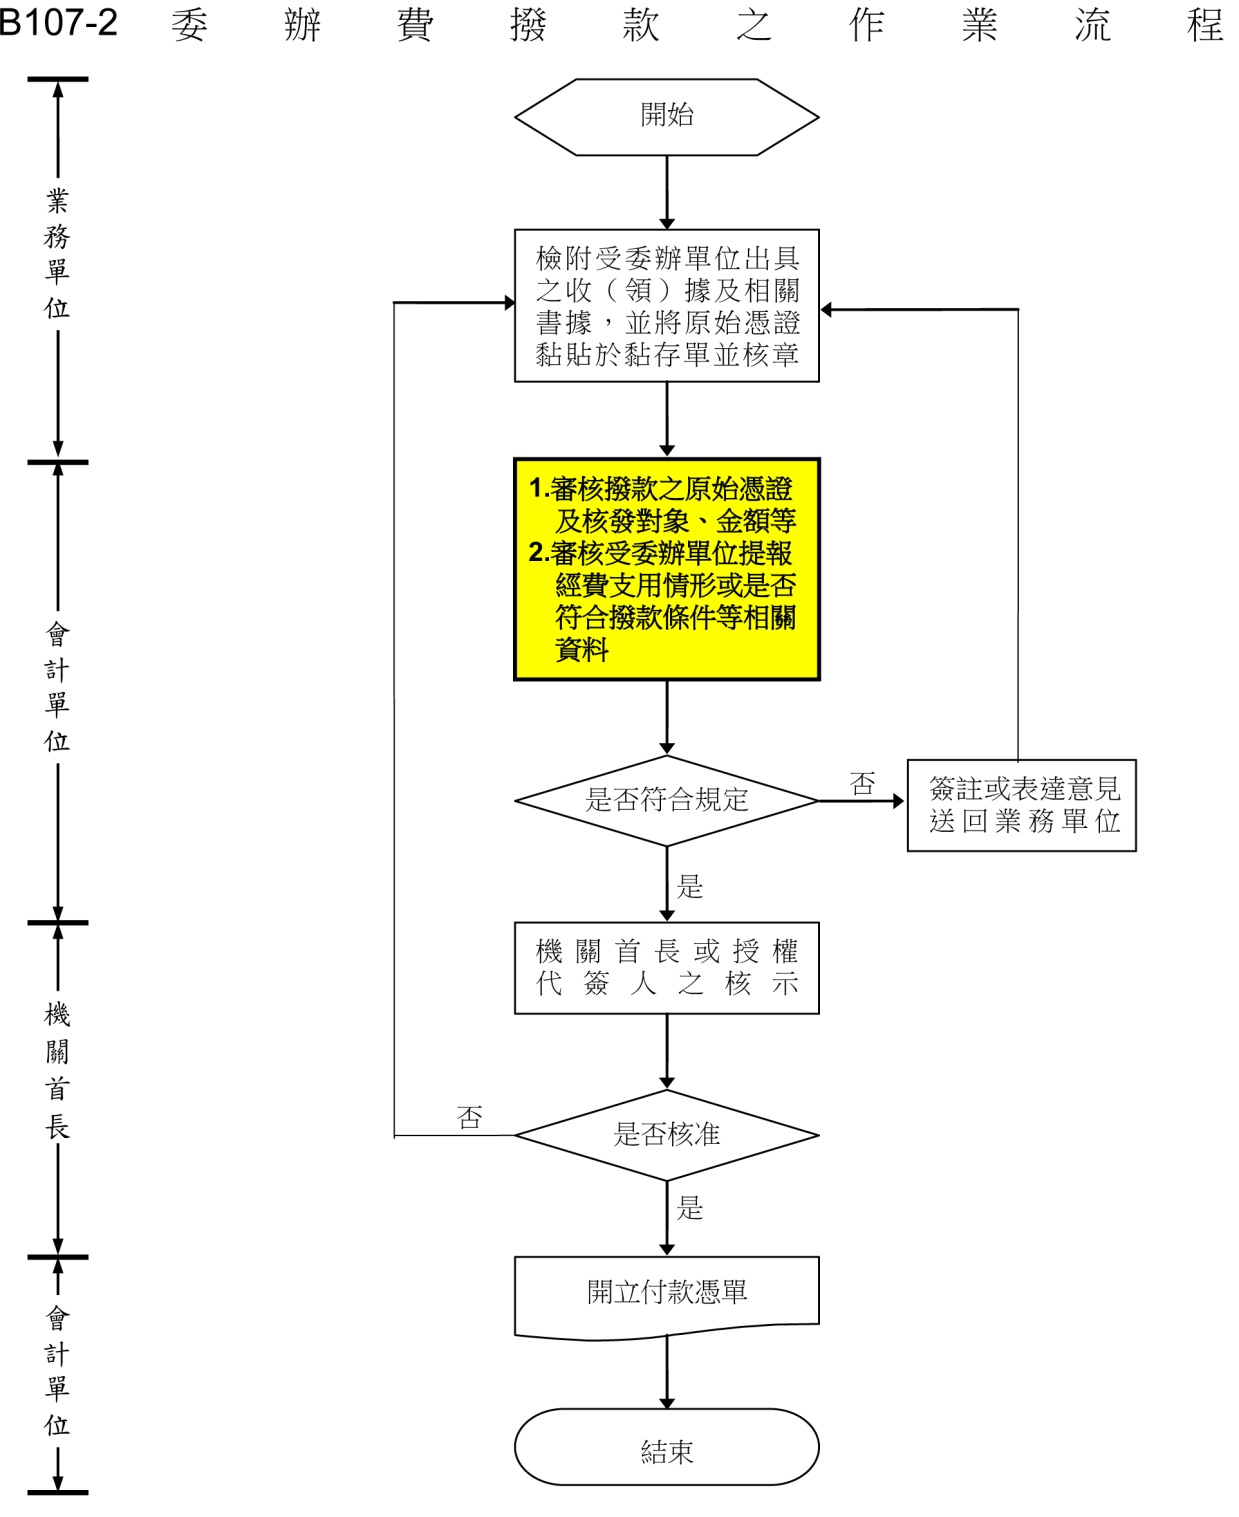 B107-2 委辦費撥款之作業流程
開始
業務單位
檢附受委辦單位出具
之收（領）據及相關
書據，並將原始憑證
黏貼於黏存單並核章
1.審核撥款之原始憑證
及核發對象、金額等
2.審核受委辦單位提報
經費支用情形或是否
符合撥款條件等相關
資料
會計單位
是否符合規定
否
簽註或表達意見
送回業務單位
是
機關首長或授權
代簽人之核示
機關首長
否
是否核准
是
開立付款憑單
會計單位
結束